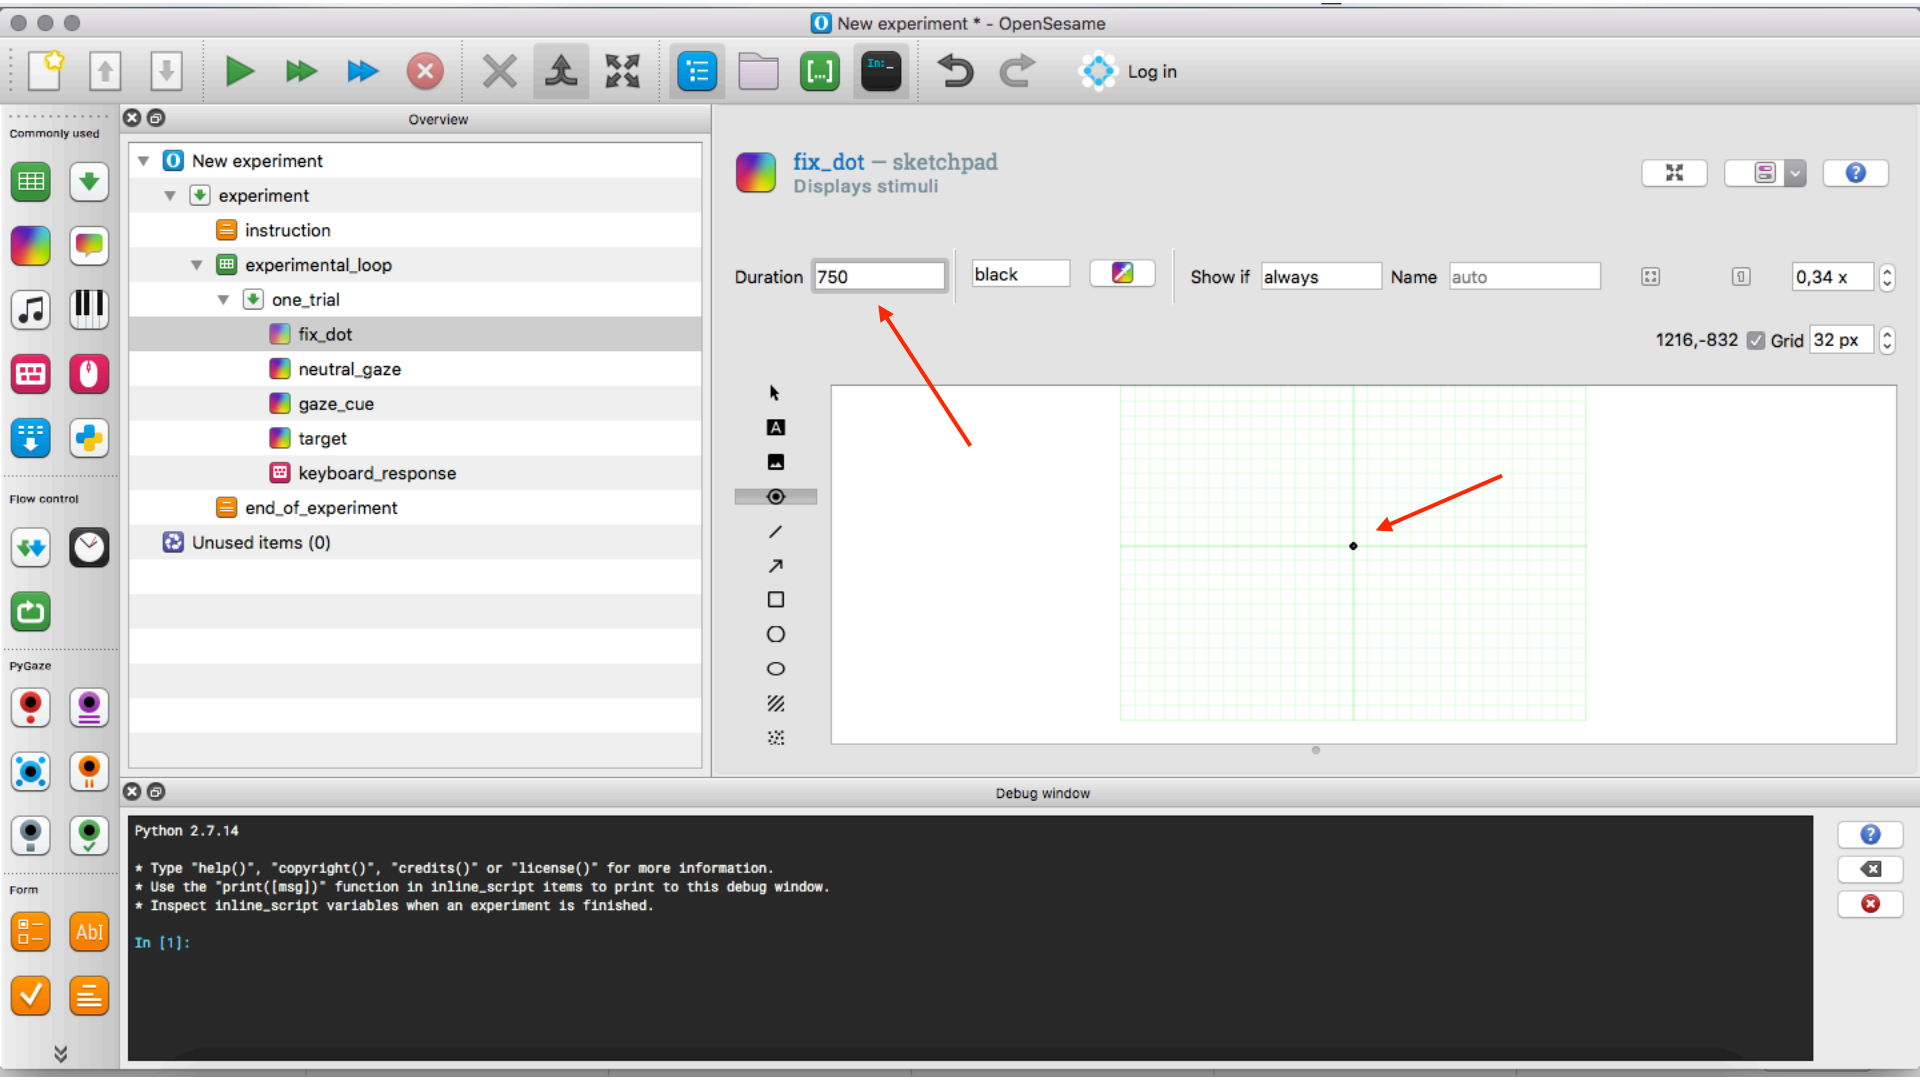 New experiment * - OpenSesame
In:_
[...]
Log in
Commonly used
Overview
New experiment
experiment
instruction
experimental_loop
one_trial
fix_dot
neutral_gaze
gaze_cue
target
keyboard_response
end_of_experiment
Unused items (0)
fix_dot — sketchpad
Displays stimuli
Duration 750 black Show if always Name auto 0,34 x
1216,-832 Grid 32 px
A
Flow control
PyGaze
Form
AbI
Debug window
Python 2.7.14
* Type "help()", "copyright()", "credits()" or "license()" for more information.
* Use the "print([msg])" function in inline_script items to print to this debug window.
* Inspect inline_script variables when an experiment is finished.
In [1]: